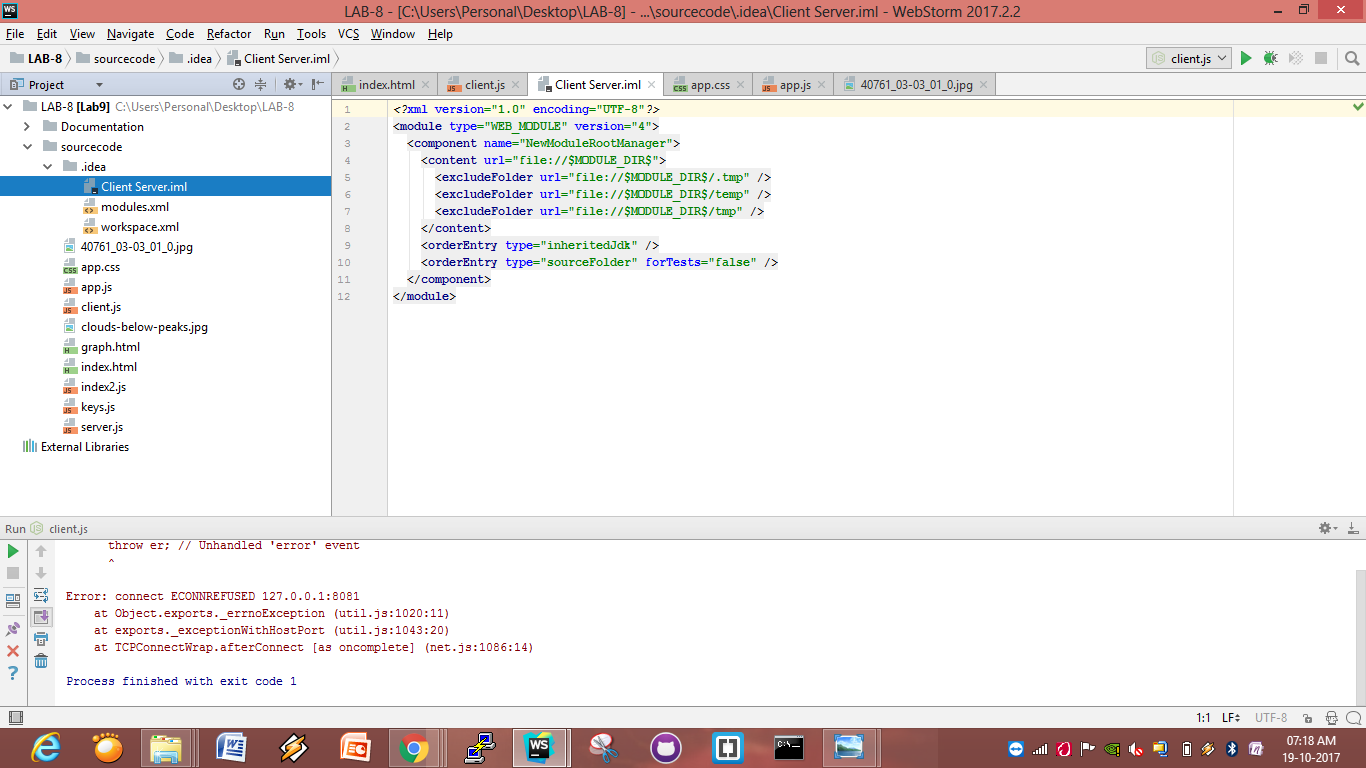 WS
LAB-8 - [C:\Users\Personal\Desktop\LAB-8] - ...\sourcecode\.idea\Client Server.iml - WebStorm 2017.2.2
File Edit View Navigate Code Refactor Run Tools VCS Window Help
LAB-8 sourcecode .idea Client Server.iml
client.js
Project
index.html client.js Client Server.iml app.css app.js 40761_03-03_01_0.jpg
LAB-8 [Lab9] C:\Users\Personal\Desktop\LAB-8
Documentation
sourcecode
.idea
Client Server.iml
modules.xml
workspace.xml
40761_03-03_01_0.jpg
app.css
app.js
client.js
clouds-below-peaks.jpg
graph.html
index.html
index2.js
keys.js
server.js
External Libraries
1 <?xml version="1.0" encoding="UTF-8"?>
2 <module type="WEB_MODULE" version="4">
3 <component name="NewModuleRootManager">
4 <content url="file://$MODULE_DIR$">
5 <excludeFolder url="file://$MODULE_DIR$/.tmp" />
6 <excludeFolder url="file://$MODULE_DIR$/temp" />
7 <excludeFolder url="file://$MODULE_DIR$/tmp" />
8 </content>
9 <orderEntry type="inheritedJdk" />
10 <orderEntry type="sourceFolder" forTests="false" />
11 </component>
12 </module>
Run client.js
throw er; // Unhandled 'error' event
^
Error: connect ECONNREFUSED 127.0.0.1:8081
at Object.exports._errnoException (util.js:1020:11)
at exports._exceptionWithHostPort (util.js:1043:20)
at TCPConnectWrap.afterConnect [as oncomplete] (net.js:1086:14)
Process finished with exit code 1
1:1 LF÷ UTF-8
WS
C:\_
07:18 AM
19-10-2017